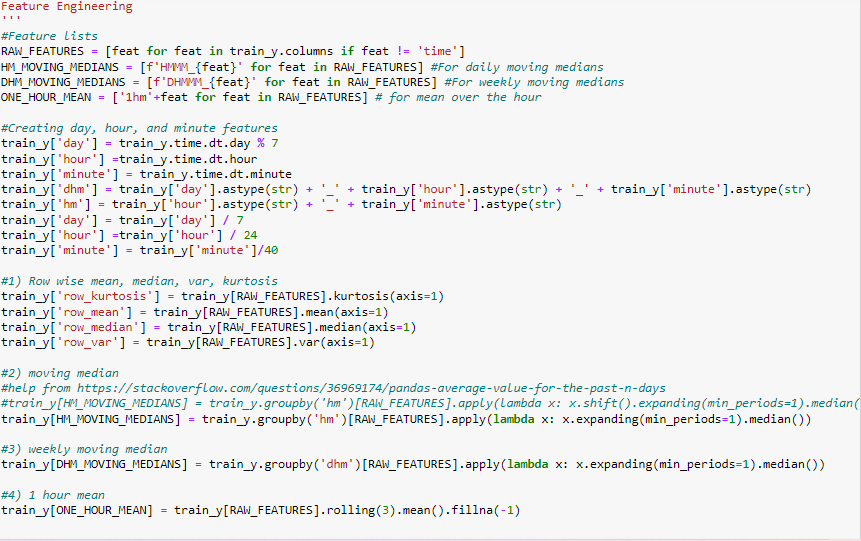 Feature Engineering
'''
#Feature lists
RAW_FEATURES = [feat for feat in train_y.columns if feat != 'time']
HM_MOVING_MEDIANS = [f'HMMM_{feat}' for feat in RAW_FEATURES] #For daily moving medians
DHM_MOVING_MEDIANS = [f'DHMMM_{feat}' for feat in RAW_FEATURES] #For weekly moving medians
ONE_HOUR_MEAN = ['1hm'+feat for feat in RAW_FEATURES] # for mean over the hour
#Creating day, hour, and minute features
train_y['day'] = train_y.time.dt.day % 7
train_y['hour'] =train_y.time.dt.hour
train_y['minute'] = train_y.time.dt.minute
train_y['dhm'] = train_y['day'].astype(str) + '_' + train_y['hour'].astype(str) + '_' + train_y['minute'].astype(str)
train_y['hm'] = train_y['hour'].astype(str) + '_' + train_y['minute'].astype(str)
train_y['day'] = train_y['day'] / 7
train_y['hour'] =train_y['hour'] / 24
train_y['minute'] = train_y['minute']/40
#1) Row wise mean, median, var, kurtosis
train_y['row_kurtosis'] = train_y[RAW_FEATURES].kurtosis(axis=1)
train_y['row_mean'] = train_y[RAW_FEATURES].mean(axis=1)
train_y['row_median'] = train_y[RAW_FEATURES].median(axis=1)
train_y['row_var'] = train_y[RAW_FEATURES].var(axis=1)
#2) moving median
#help from https://stackoverflow.com/questions/36969174/pandas-average-value-for-the-past-n-days
#train_y[HM_MOVING_MEDIANS] = train_y.groupby('hm')[RAW_FEATURES].apply(lambda x: x.shift().expanding(min_periods=1).median(
train_y[HM_MOVING_MEDIANS] = train_y.groupby('hm')[RAW_FEATURES].apply(lambda x: x.expanding(min_periods=1).median())
#3) weekly moving median
train_y[DHM_MOVING_MEDIANS] = train_y.groupby('dhm')[RAW_FEATURES].apply(lambda x: x.expanding(min_periods=1).median())
#4) 1 hour mean
train_y[ONE_HOUR_MEAN] = train_y[RAW_FEATURES].rolling(3).mean().fillna(-1)